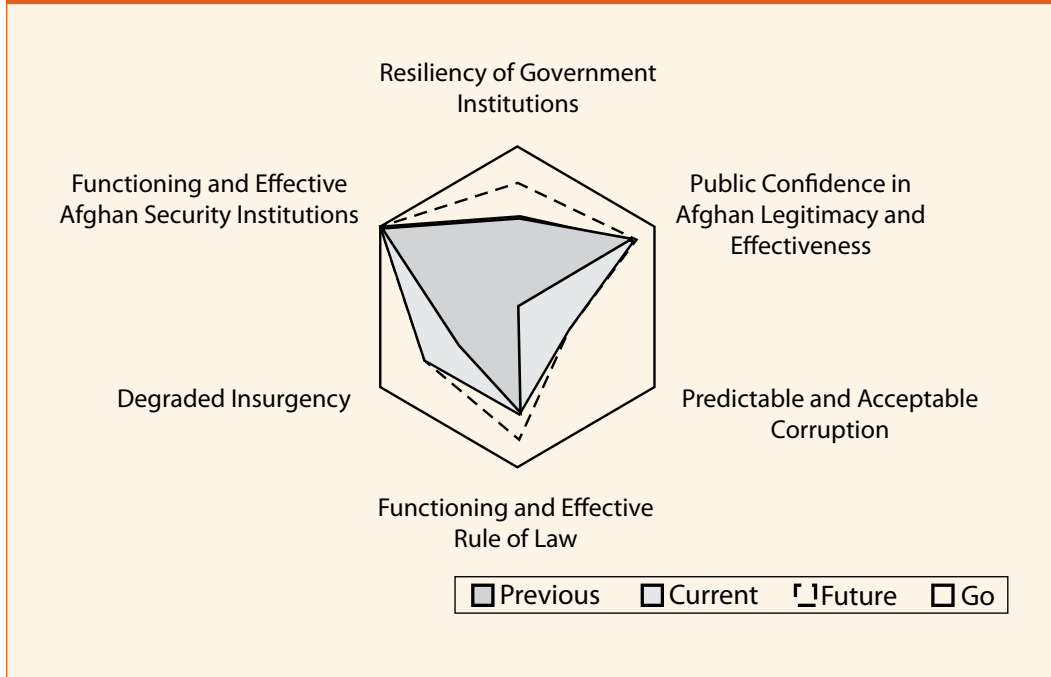 Resiliency of Government
Institutions
Functioning and Effective
Afghan Security Institutions
Public Confidence in
Afghan Legitimacy and
Effectiveness
Degraded Insurgency
Predictable and Acceptable
Corruption
Functioning and Effective
Rule of Law
Previous Current Future Go